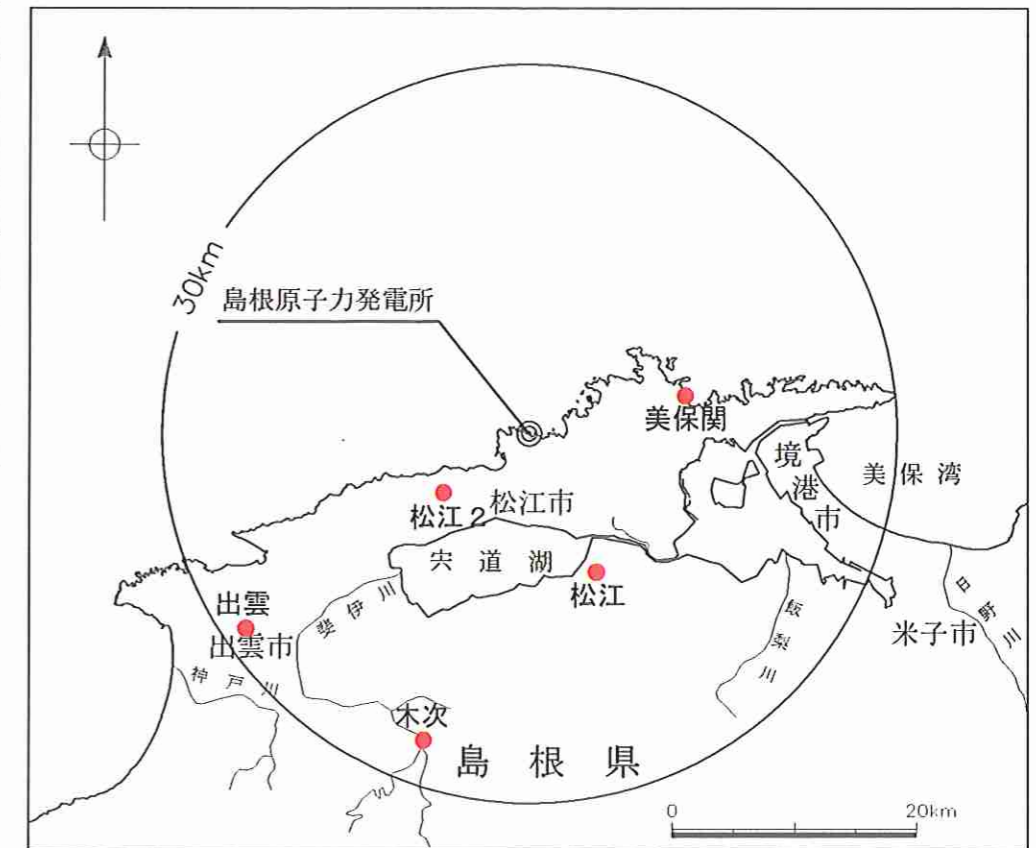 30km
島根原子力発電所
美保関
境港市
美保湾
松江2
松江市
宍道湖
松江
斐伊川
出雲
出雲市
神戸川
飯梨川
米子市
日野川
木次
島根県
0 20km